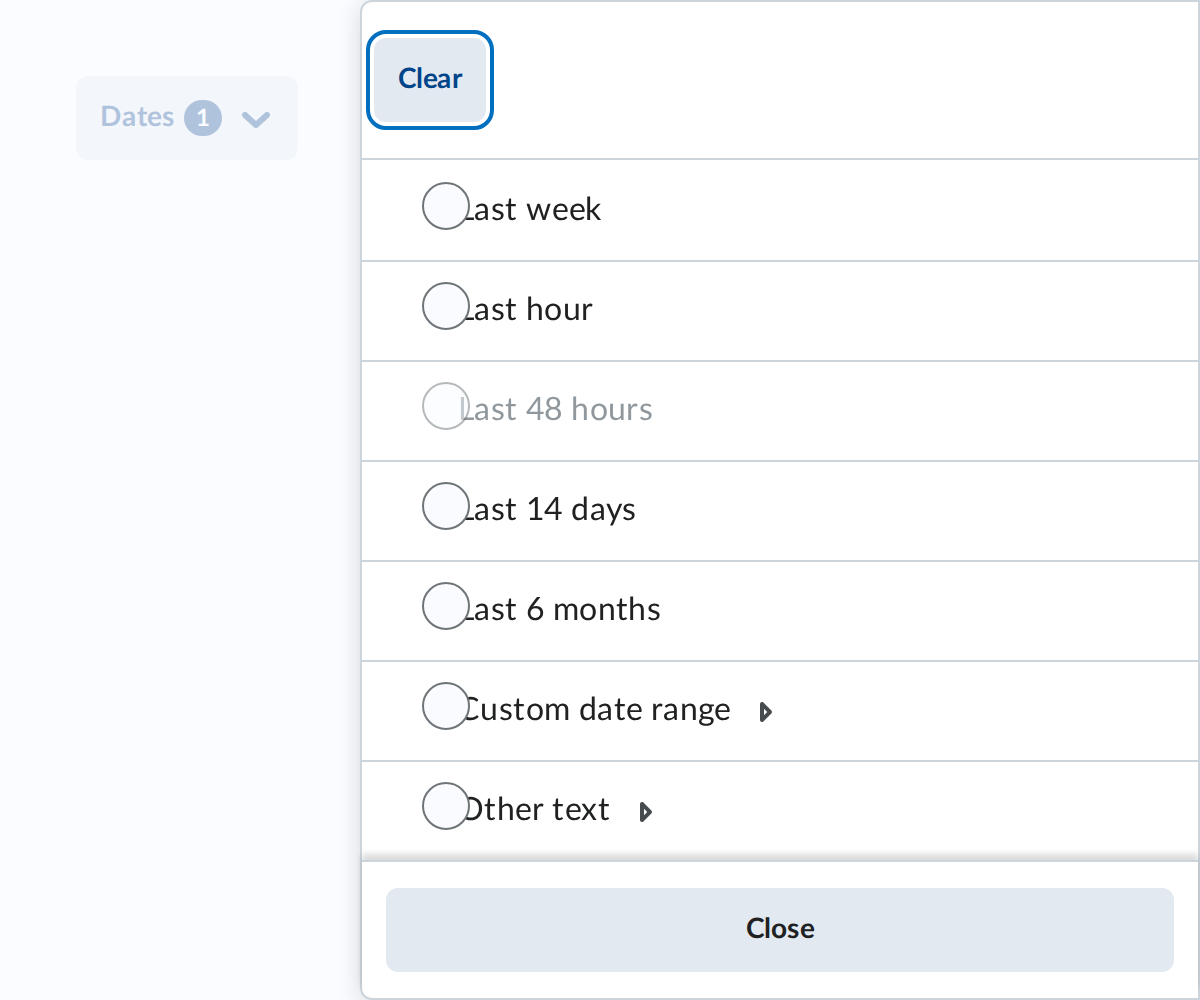 Clear
Dates 1
Last week
Last hour
Last 48 hours
Last 14 days
Last 6 months
Custom date range
Other text
Close